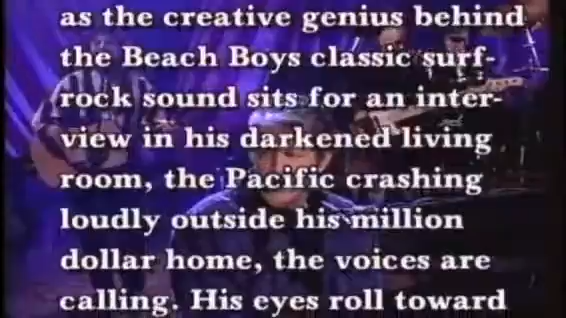 as the creative genius behind
the Beach Boys classic surf-
rock sound sits for an inter-
view in his darkened living
room, the Pacific crashing
loudly outside his million
dollar home, the voices are
calling. His eyes roll toward